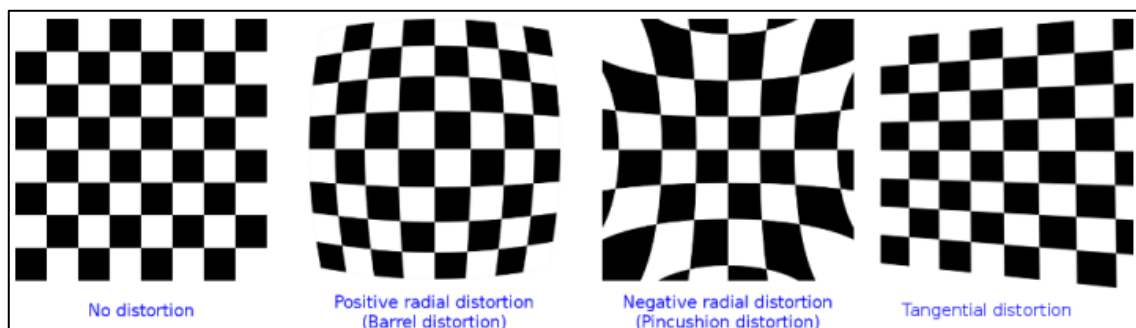 No distortion
Positive radial distortion
(Barrel distortion)
Negative radial distortion
(Pincushion distortion)
Tangential distortion